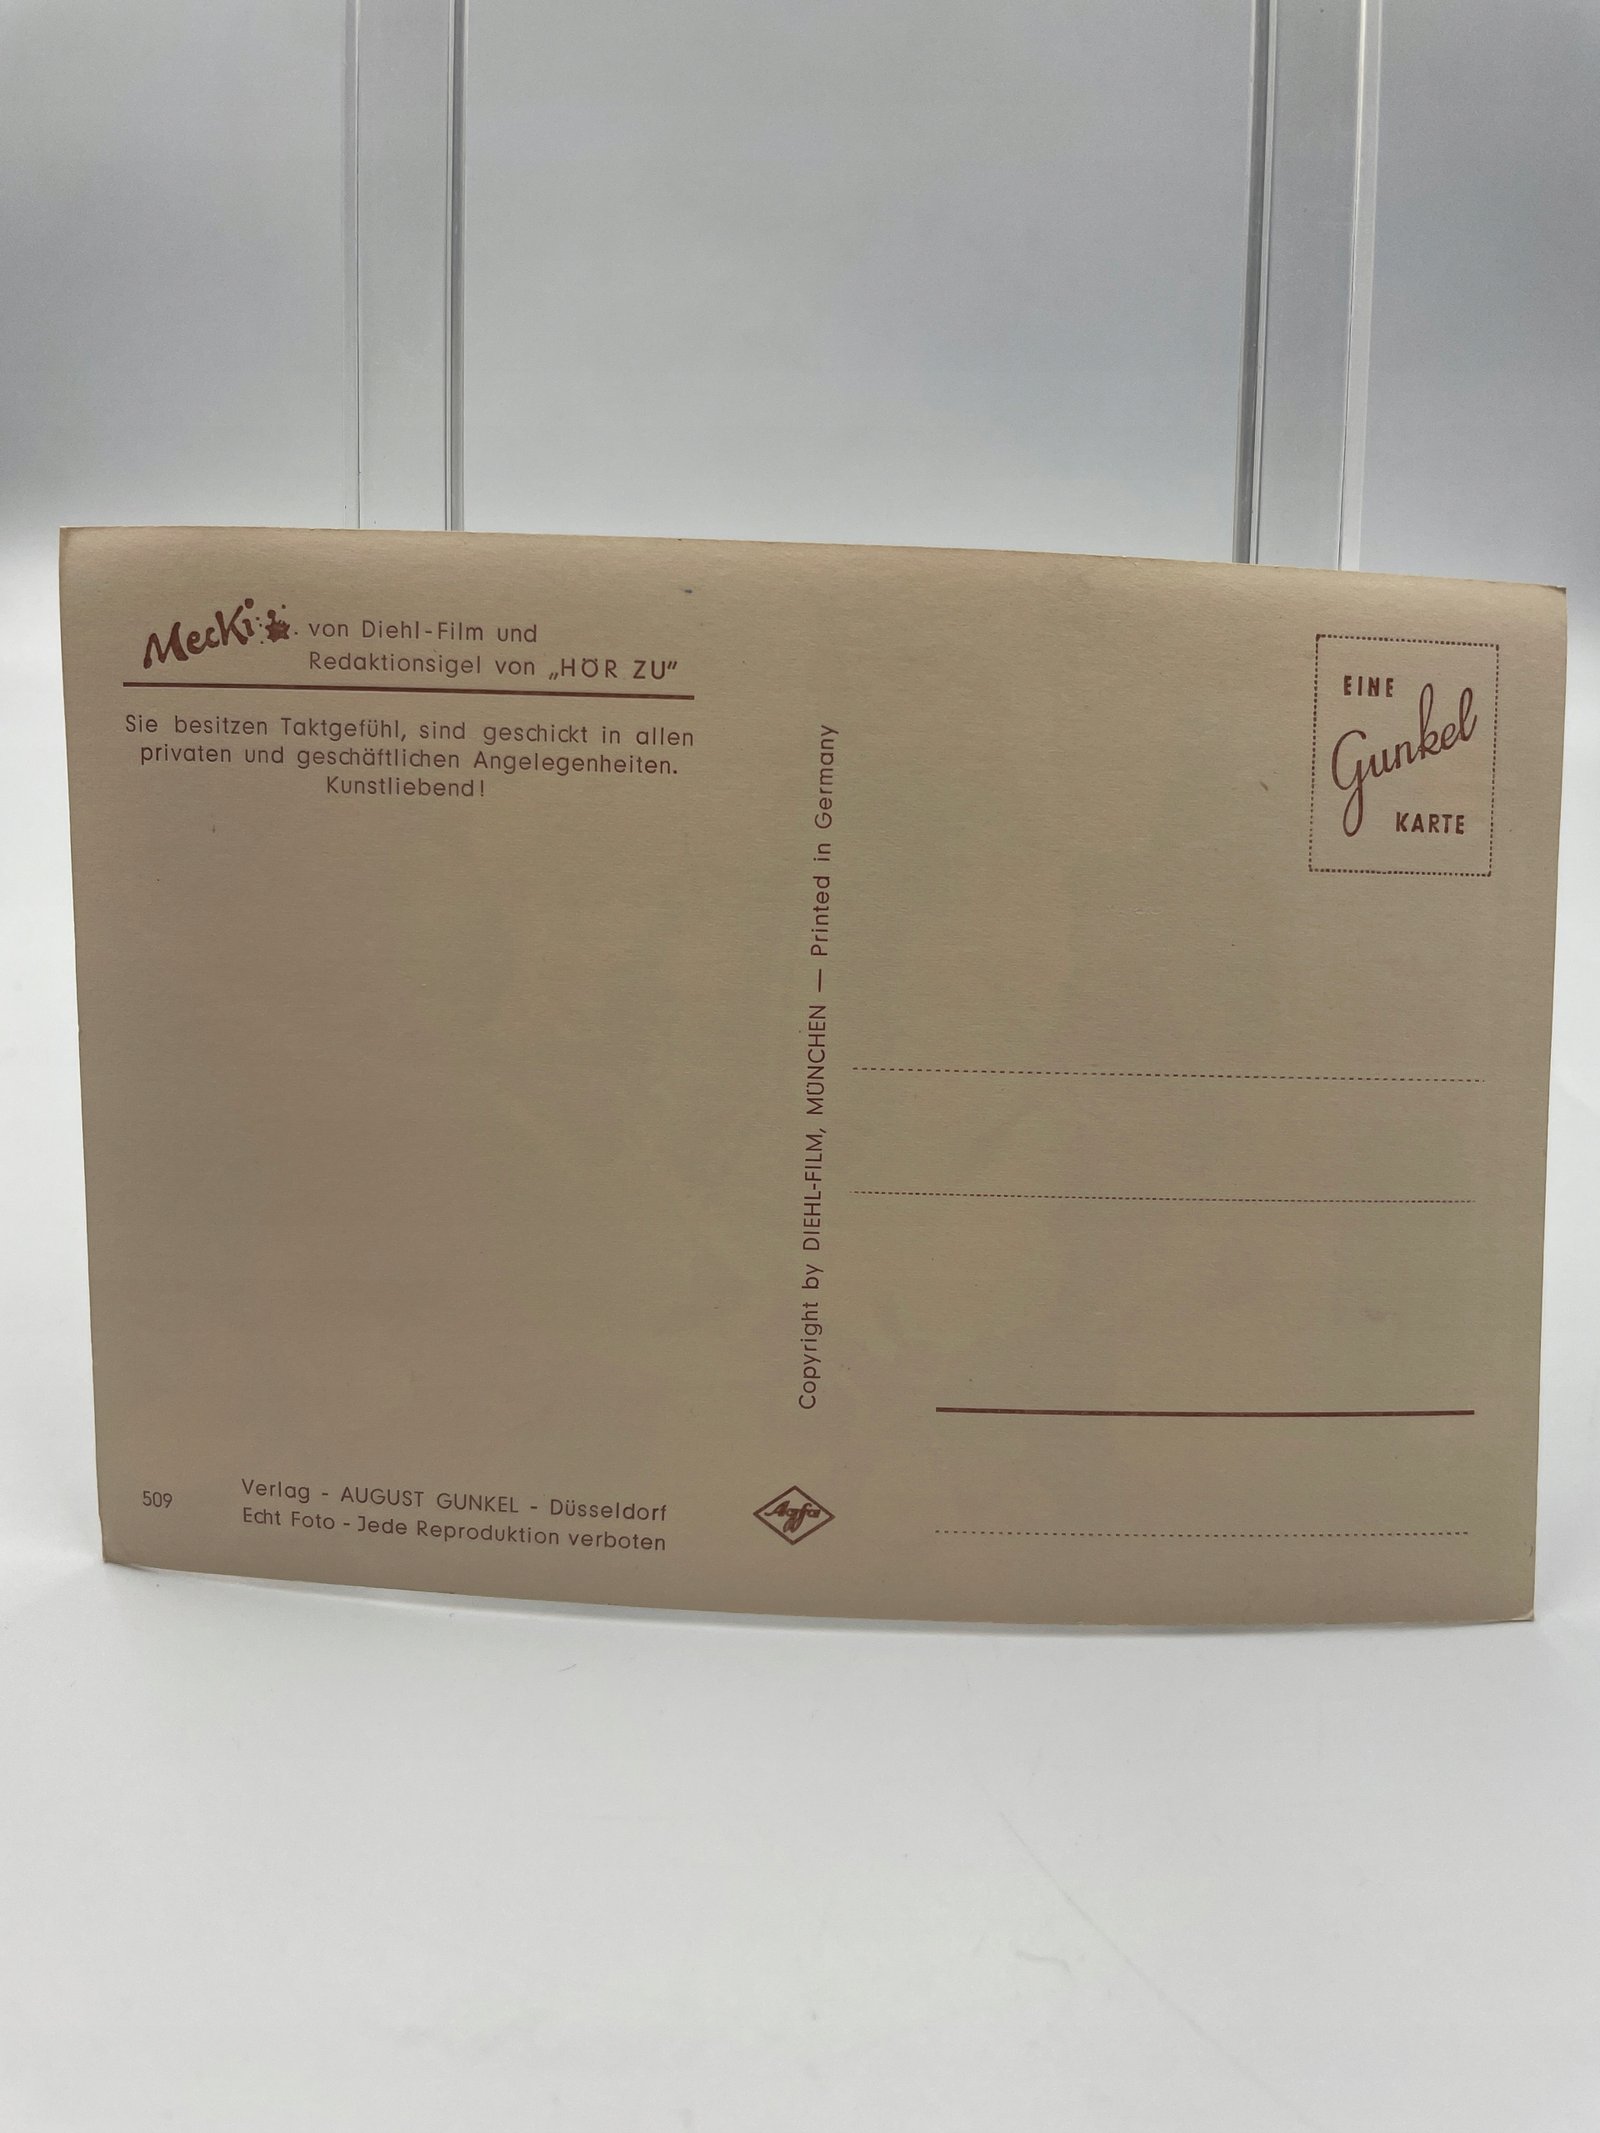 Mecki von Diehl-Film und
Redaktionsigel von „HÖR ZU"
Sie besitzen Taktgefühl, sind geschickt in allen
privaten und geschäftlichen Angelegenheiten.
Kunstliebend!
EINE
Gunkel
KARTE
Copyright by DIEHL-FILM, MÜNCHEN — Printed in Germany
509
Verlag - AUGUST GUNKEL - Düsseldorf
Echt Foto - Jede Reproduktion verboten
Agfa